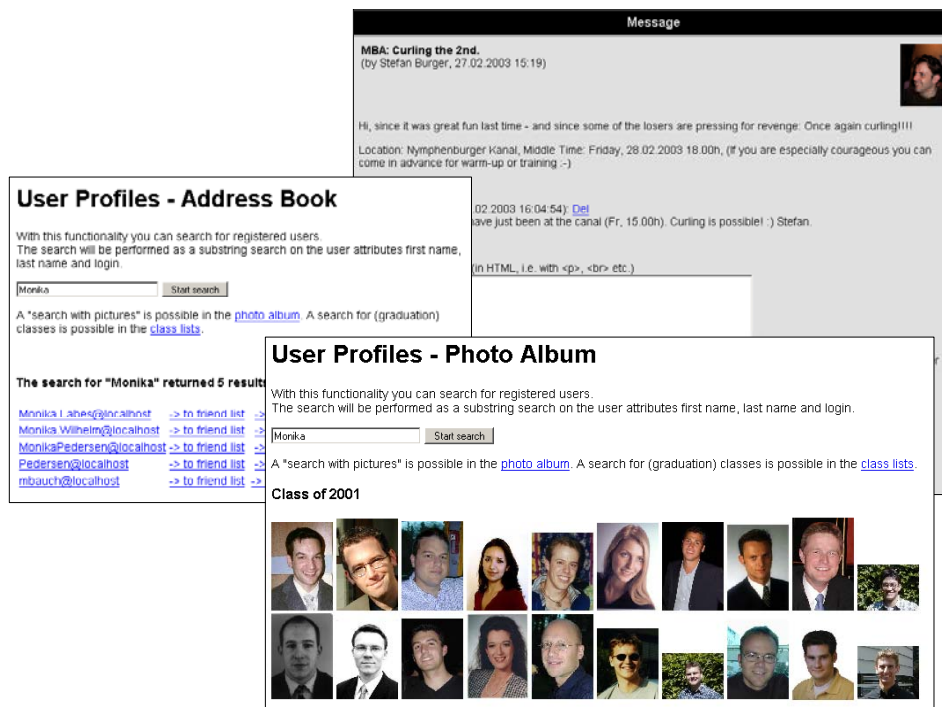 Message
MBA: Curling the 2nd.
(by Stefan Burger, 27.02.2003 15:19)
Hi, since it was great fun last time - and since some of the losers are pressing for revenge: Once again curling!!!!
Location: Nymphenburger Kanal, Middle Time: Friday, 28.02.2003 18.00h, (If you are especially courageous you can
come in advance for warm-up or training :-)
.02.2003 16:04:54): Del
have just been at the canal (Fr, 15.00h). Curling is possible! :) Stefan.
(in HTML, i.e. with <p>, <br> etc.)
User Profiles - Address Book
With this functionality you can search for registered users.
The search will be performed as a substring search on the user attributes first name,
last name and login.
Monika Start search
A "search with pictures" is possible in the photo album. A search for (graduation)
classes is possible in the class lists.
The search for "Monika" returned 5 results
Monika.Labes@localhost -> to friend list ->
Monika.Wilhelm@localhost -> to friend list ->
MonikaPedersen@localhost -> to friend list ->
Pedersen@localhost -> to friend list ->
mbauch@localhost -> to friend list ->
User Profiles - Photo Album
With this functionality you can search for registered users.
The search will be performed as a substring search on the user attributes first name, last name and login.
Monika Start search
A "search with pictures" is possible in the photo album. A search for (graduation) classes is possible in the class lists.
Class of 2001